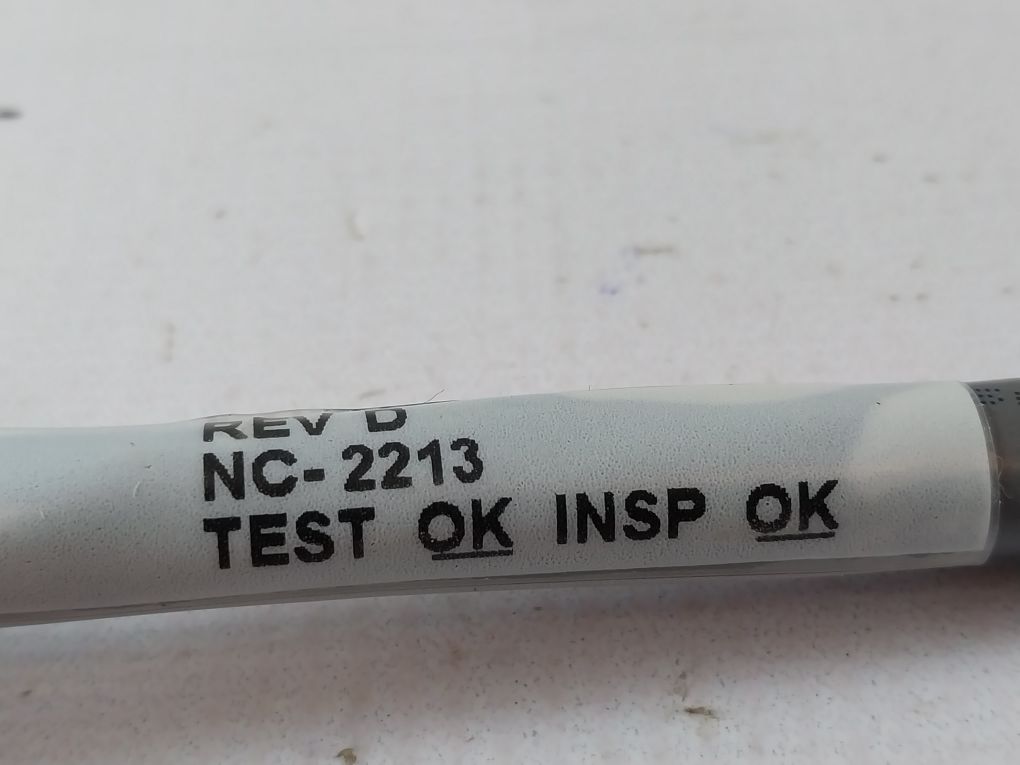 REV D
NC-2213
TEST OK INSP OK